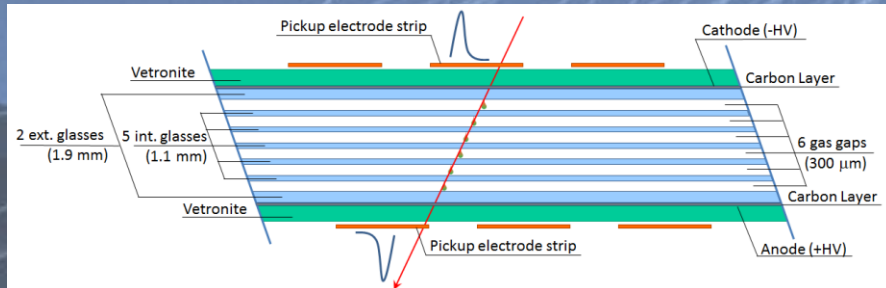 Pickup electrode strip
Cathode (-HV)
Vetronite
Carbon Layer
2 ext. glasses
(1.9 mm)
5 int. glasses
(1.1 mm)
6 gas gaps
(300 μm)
Carbon Layer
Vetronite
Pickup electrode strip
Anode (+HV)